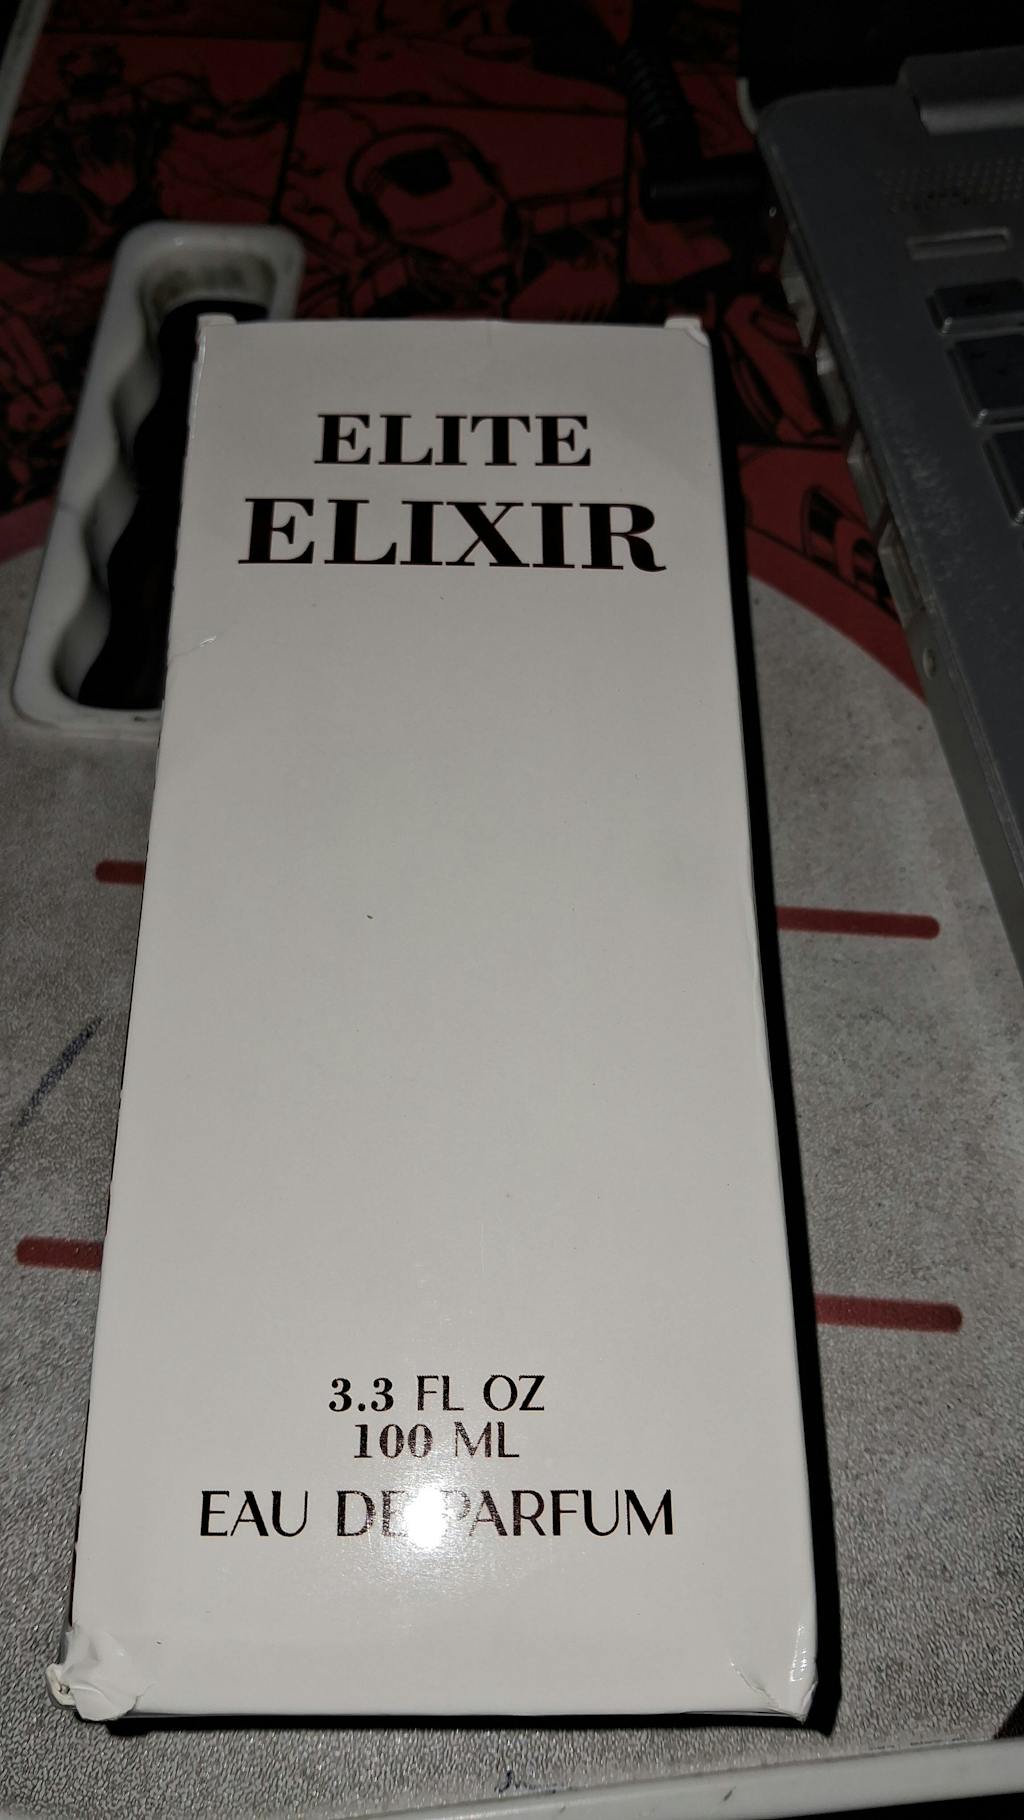 ELITE
ELIXIR
3.3 FL OZ
100 ML
EAU DE PARFUM